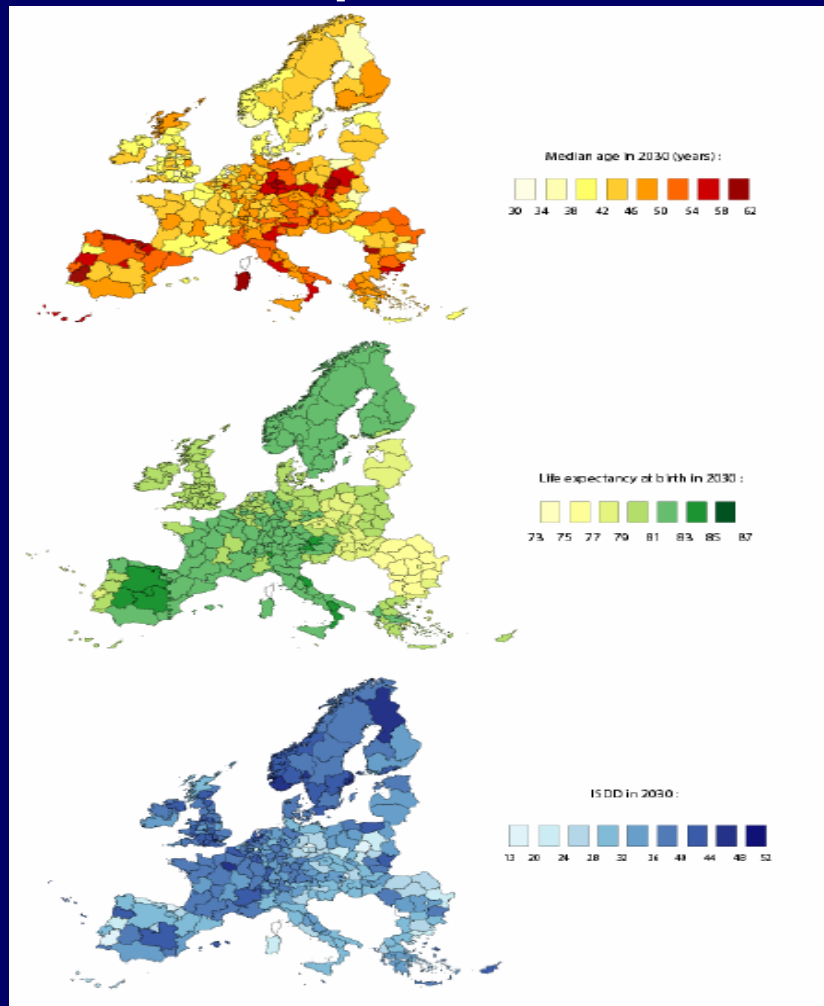 Median age in 2030 (years) :
30 34 38 42 46 50 54 58 62
Life expectancy at birth in 2030 :
73 75 77 79 81 83 85 87
ISDD in 2030 :
13 20 24 28 32 36 40 44 48 52